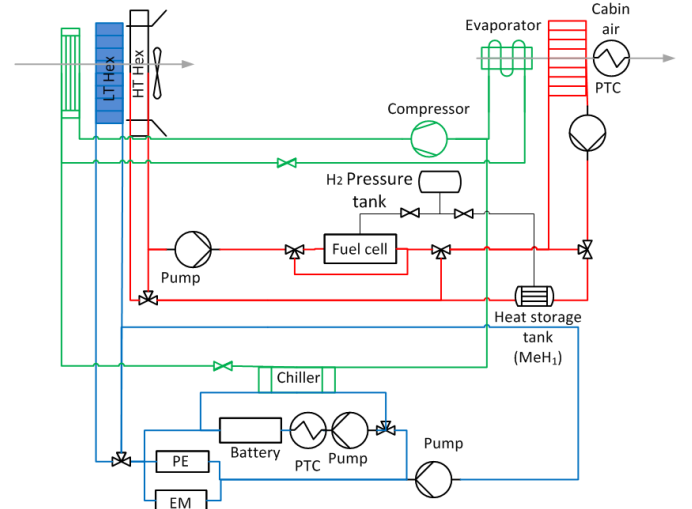 Evaporator
Cabin
air
PTC
LT Hex
HT Hex
Compressor
H2 Pressure
tank
Fuel cell
Pump
Heat storage
tank
(MeH₁)
Chiller
Battery
PTC
Pump
Pump
PE
EM